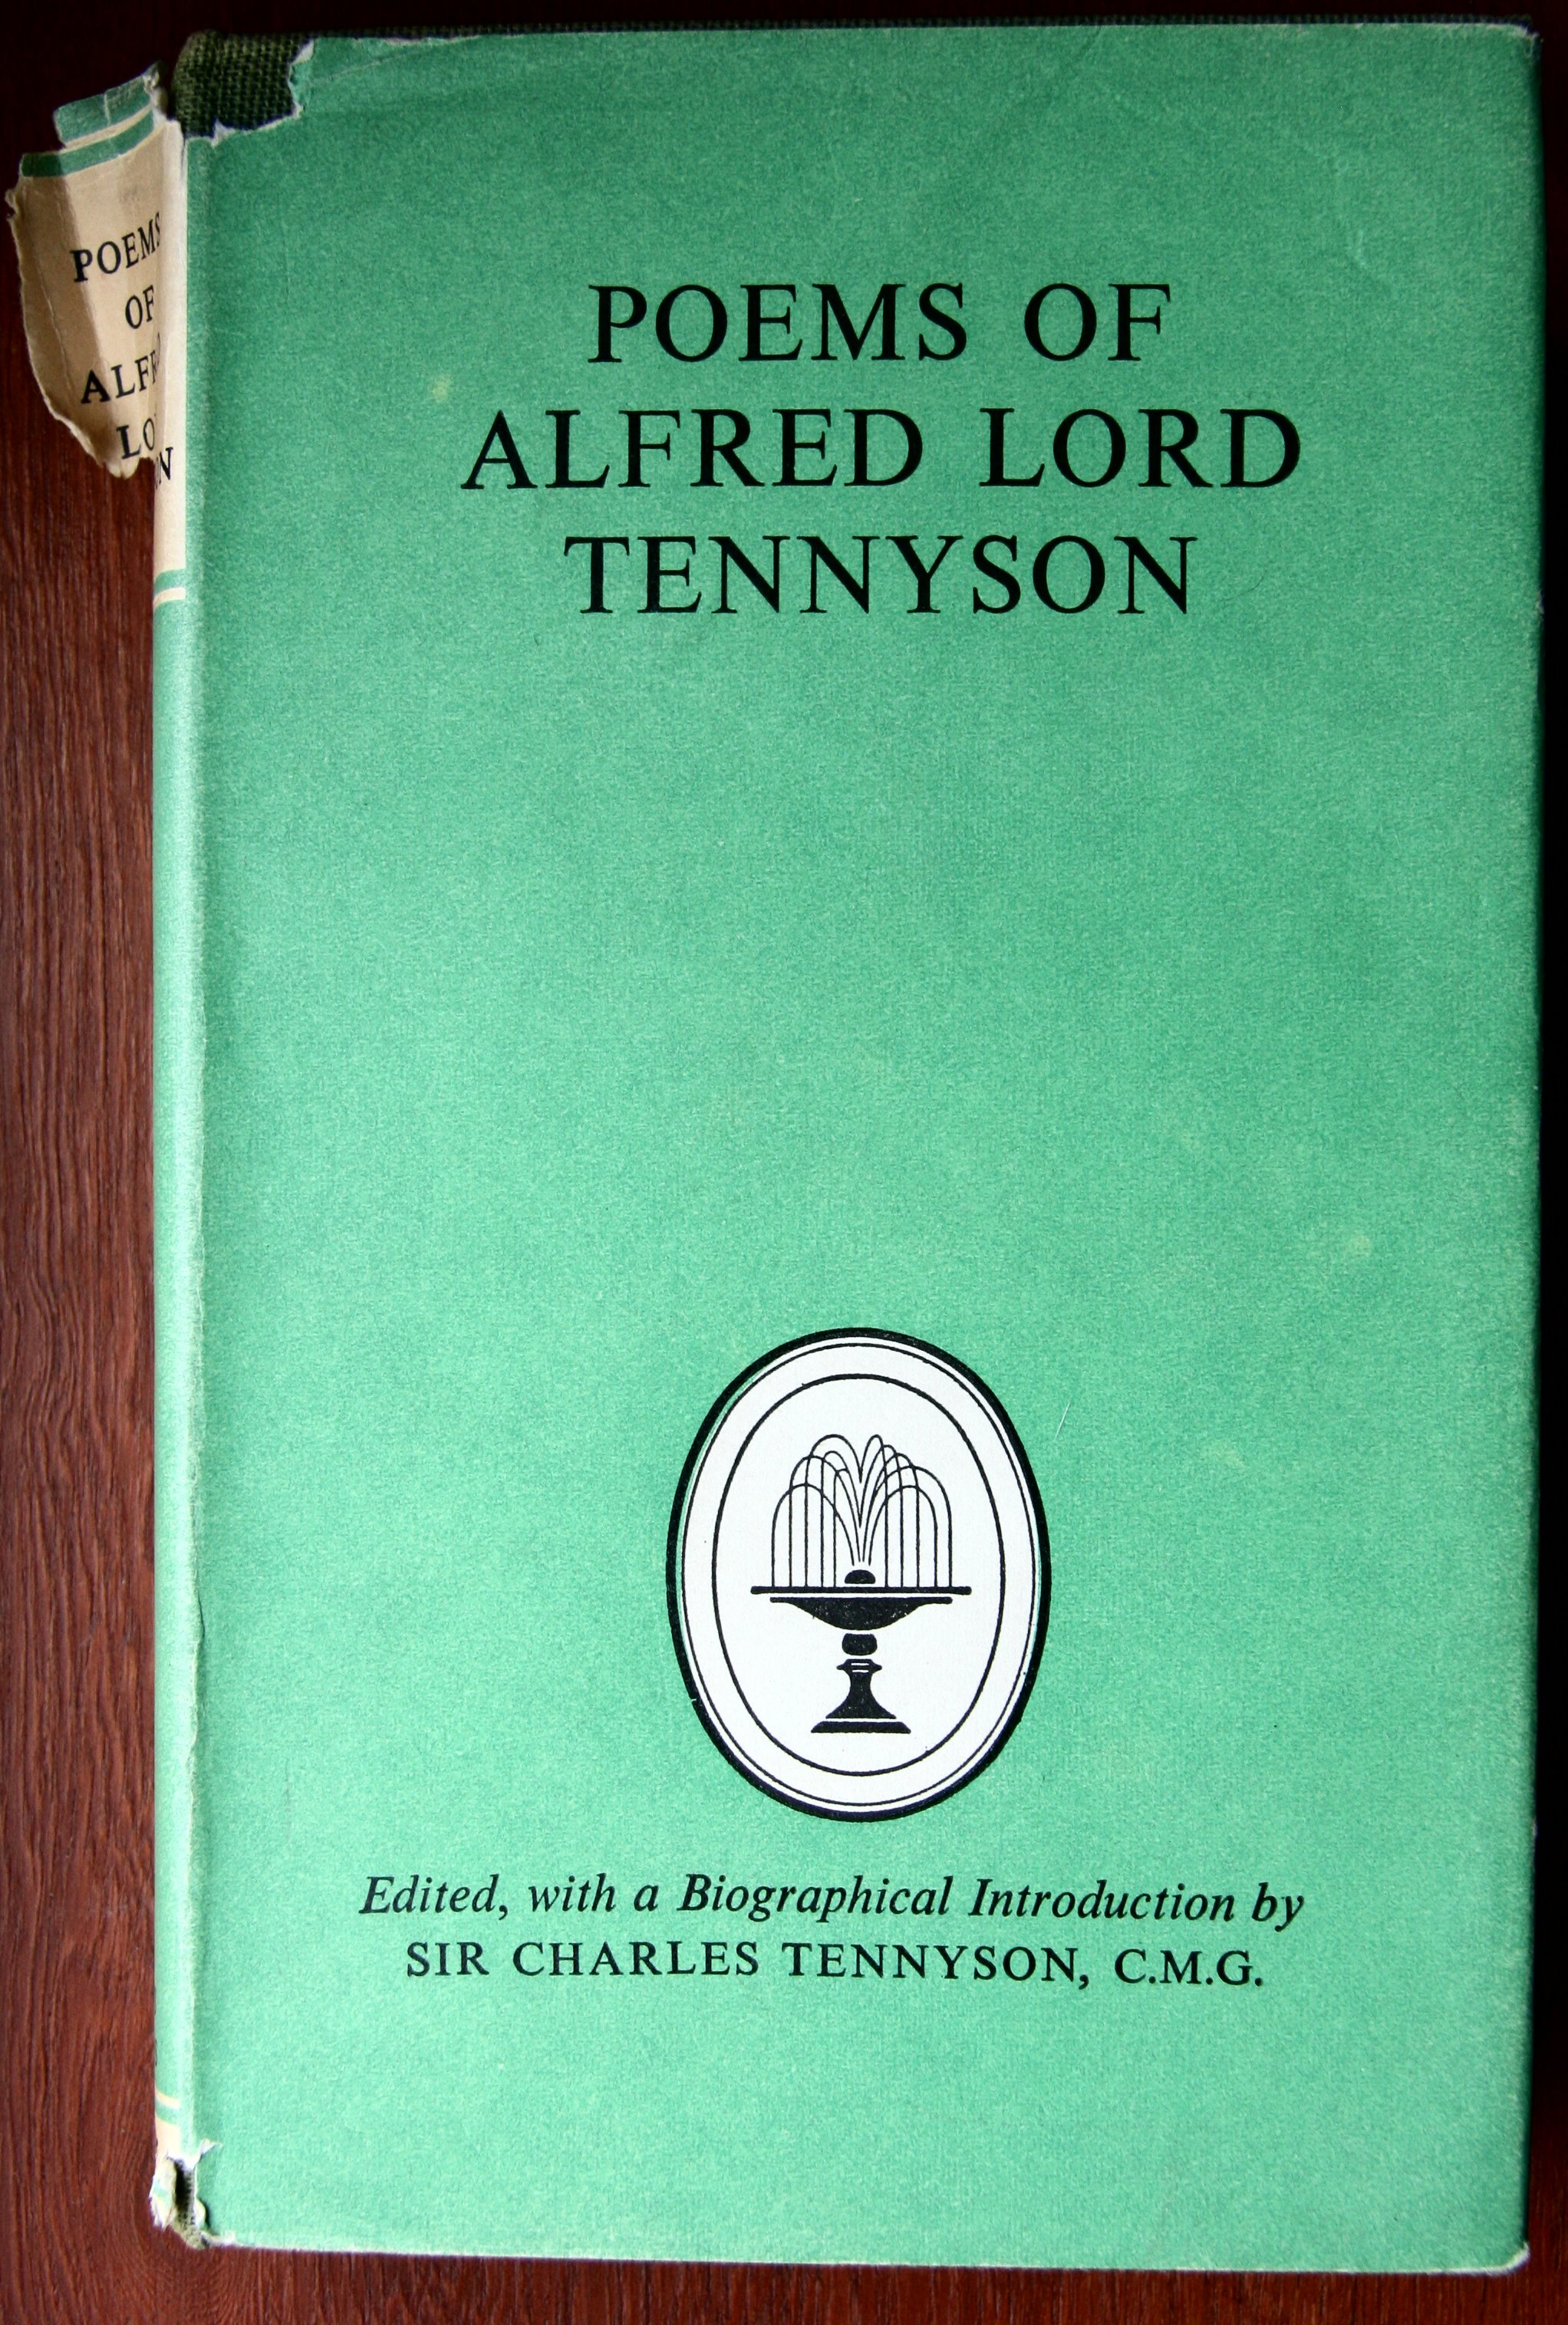 POEMS
OF
POEMS OF
ALFRED LORD
TENNYSON
Edited, with a Biographical Introduction by
SIR CHARLES TENNYSON, C.M.G.